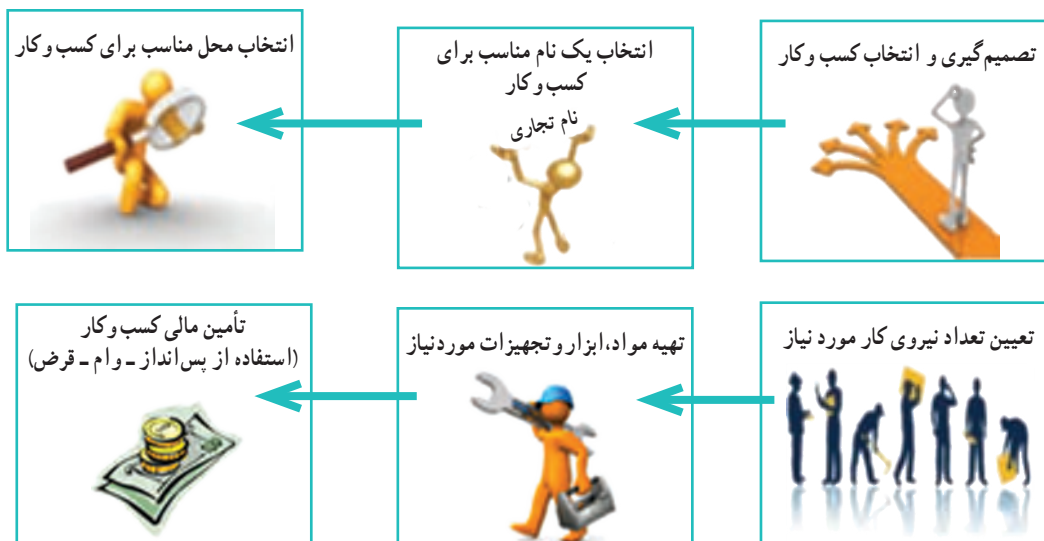 تصمیم‌گیری و انتخاب کسب و کار
انتخاب یک نام مناسب برای
کسب و کار
نام تجاری
انتخاب محل مناسب برای کسب و کار
تعیین تعداد نیروی کار مورد نیاز
تهیه مواد، ابزار و تجهیزات مورد نیاز
تأمین مالی کسب و کار
(استفاده از پس‌انداز ـ وام ـ قرض)